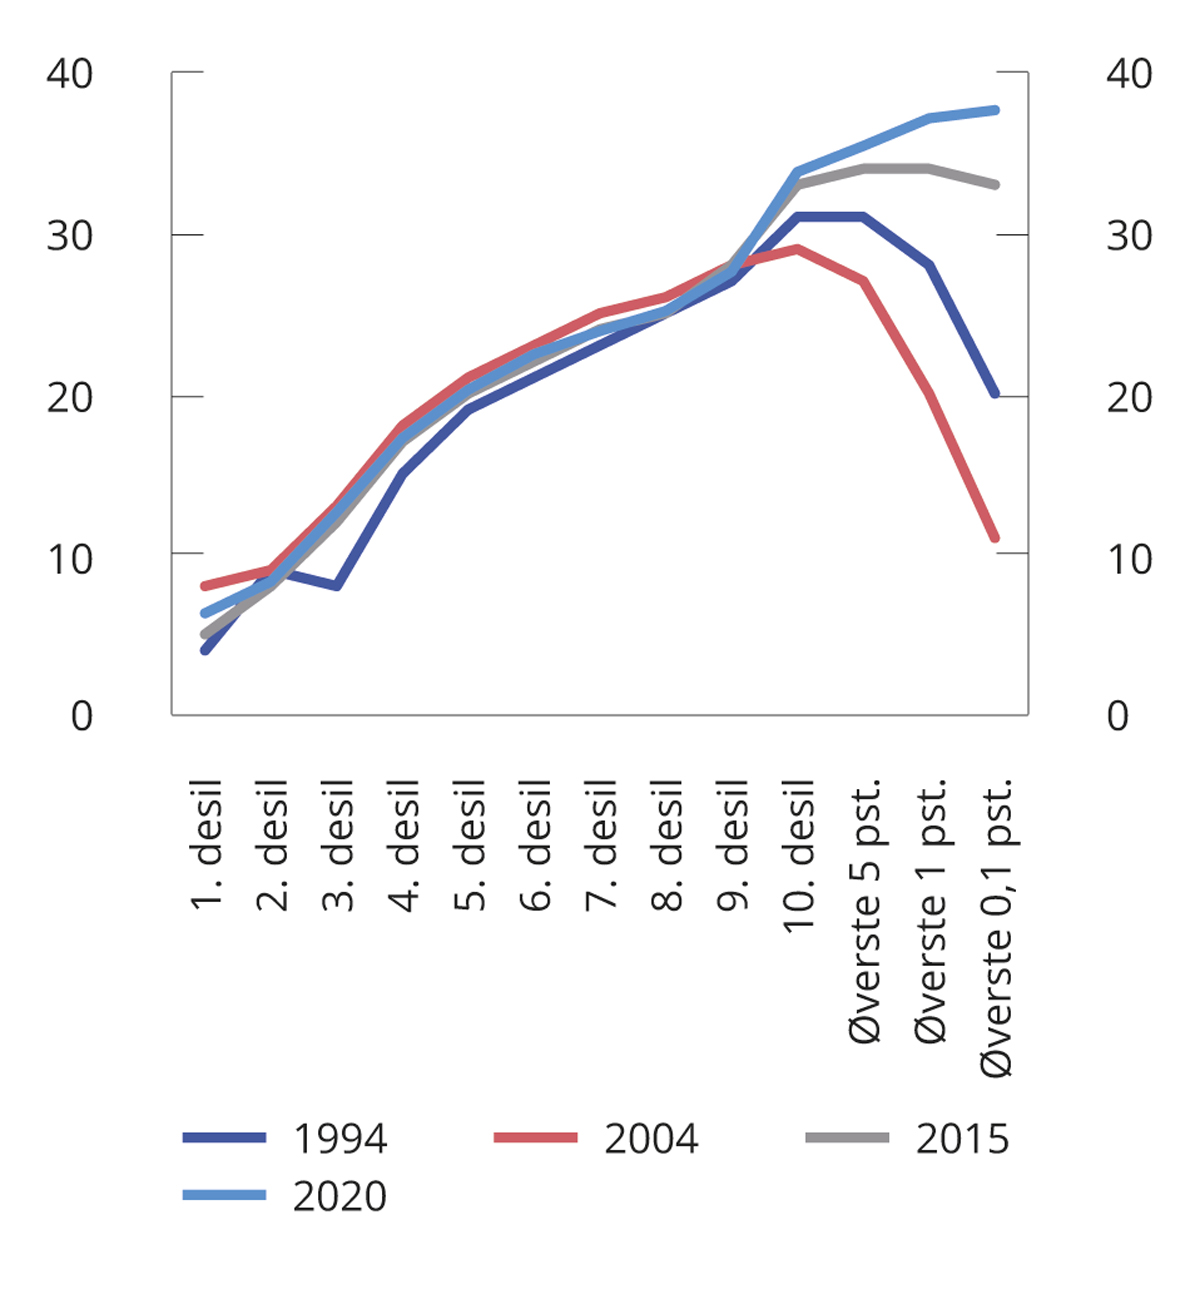 40 40
30 30
20 20
10 10
0 0
1. desil
2. desil
3. desil
4. desil
5. desil
6. desil
7. desil
8. desil
9. desil
10. desil
Øverste 5 pst.
Øverste 1 pst.
Øverste 0,1 pst.
1994 2004 2015
2020